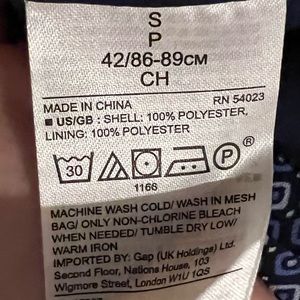 S
P
42/86-89CM
CH
MADE IN CHINA RN 54023
■ US/GB : SHELL: 100% POLYESTER,
LINING: 100% POLYESTER.
30 P ®
1166
MACHINE WASH COLD/ WASH IN MESH
BAG/ ONLY NON-CHLORINE BLEACH
WHEN NEEDED/ TUMBLE DRY LOW/
WARM IRON
IMPORTED BY: Gap (UK Holdings) Ltd.
Second Floor, Nations House, 103
Wigmore Street, London W1U 1QS